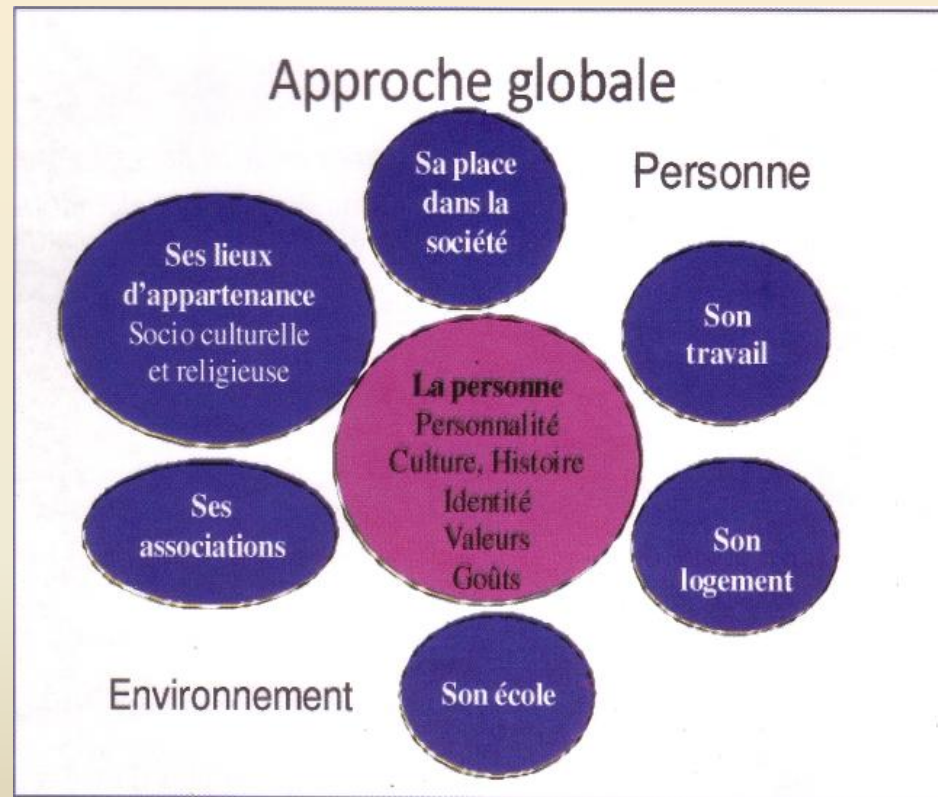 Approche globale
Personne
Sa place
dans la
société
Ses lieux
d'appartenance
Socio culturelle
et religieuse
Son
travail
La personne
Personnalité
Culture, Histoire
Identité
Valeurs
Goûts
Ses
associations
Son
logement
Environnement
Son école